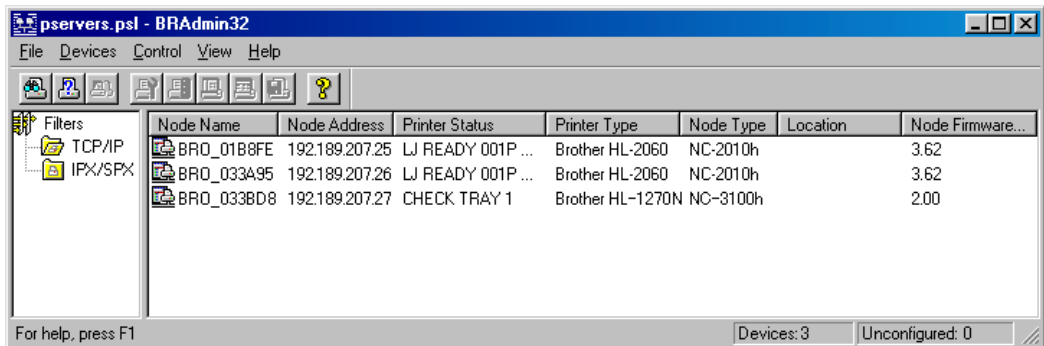 pservers.psl - BRAdmin32
File Devices Control View Help
Filters
TCP/IP
IPX/SPX
Node Name Node Address Printer Status Printer Type Node Type Location Node Firmware...
BRO_01B8FE 192.189.207.25 LJ READY 001P ... Brother HL-2060 NC-2010h 3.62
BRO_033A95 192.189.207.26 LJ READY 001P ... Brother HL-2060 NC-2010h 3.62
BRO_033BD8 192.189.207.27 CHECK TRAY 1 Brother HL-1270N NC-3100h 2.00
For help, press F1
Devices: 3
Unconfigured: 0